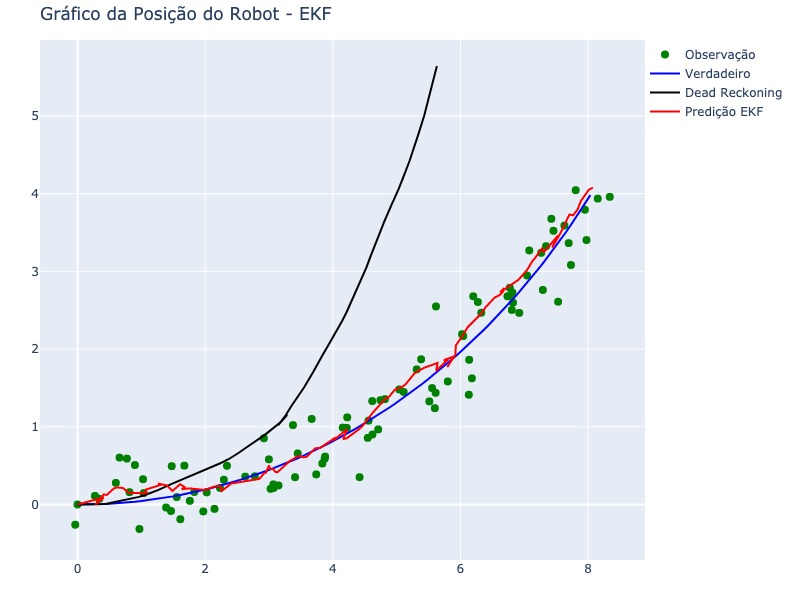 Gráfico da Posição do Robot - EKF
Observação
Verdadeiro
Dead Reckoning
Predição EKF
5
4
3
2
1
0
0 2 4 6 8